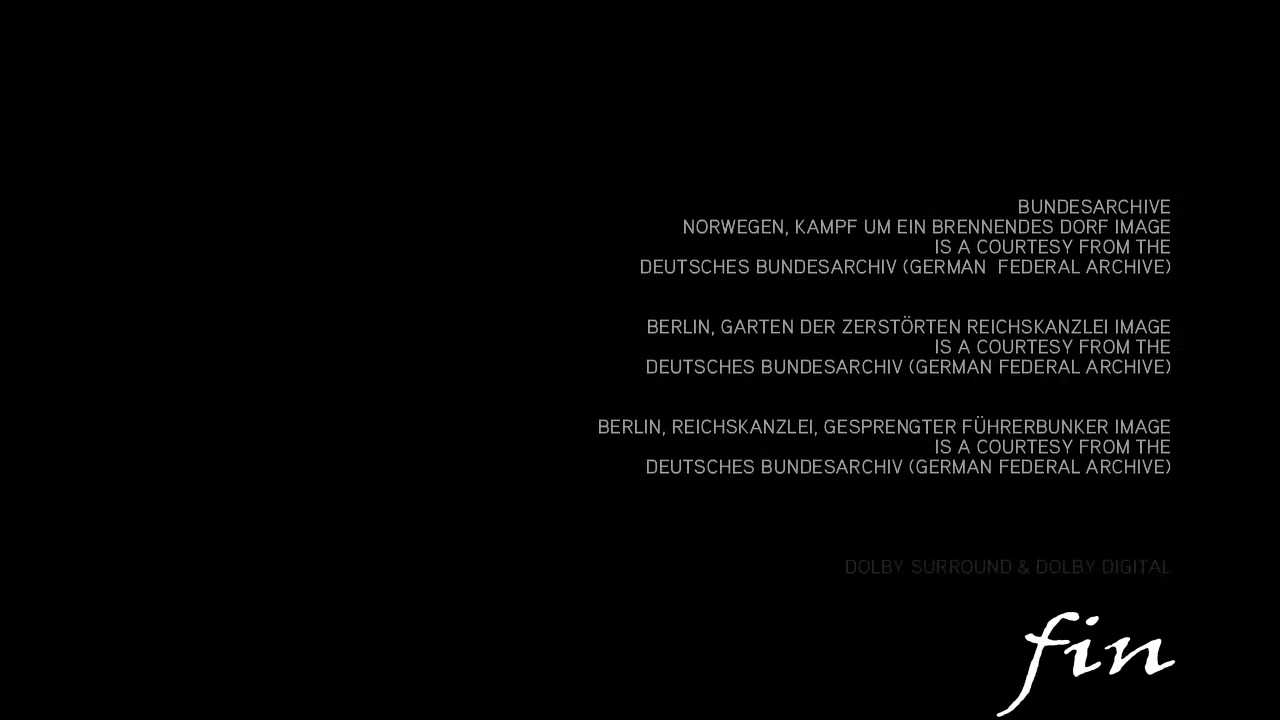 BUNDESARCHIVE
NORWEGEN, KAMPF UM EIN BRENNENDES DORF IMAGE
IS A COURTESY FROM THE
DEUTSCHES BUNDESARCHIV (GERMAN FEDERAL ARCHIVE)
BERLIN, GARTEN DER ZERSTÖRTEN REICHSKANZLEI IMAGE
IS A COURTESY FROM THE
DEUTSCHES BUNDESARCHIV (GERMAN FEDERAL ARCHIVE)
BERLIN, REICHSKANZLEI, GESPRENGTER FÜHRERBUNKER IMAGE
IS A COURTESY FROM THE
DEUTSCHES BUNDESARCHIV (GERMAN FEDERAL ARCHIVE)
DOLBY SURROUND & DOLBY DIGITAL
fin